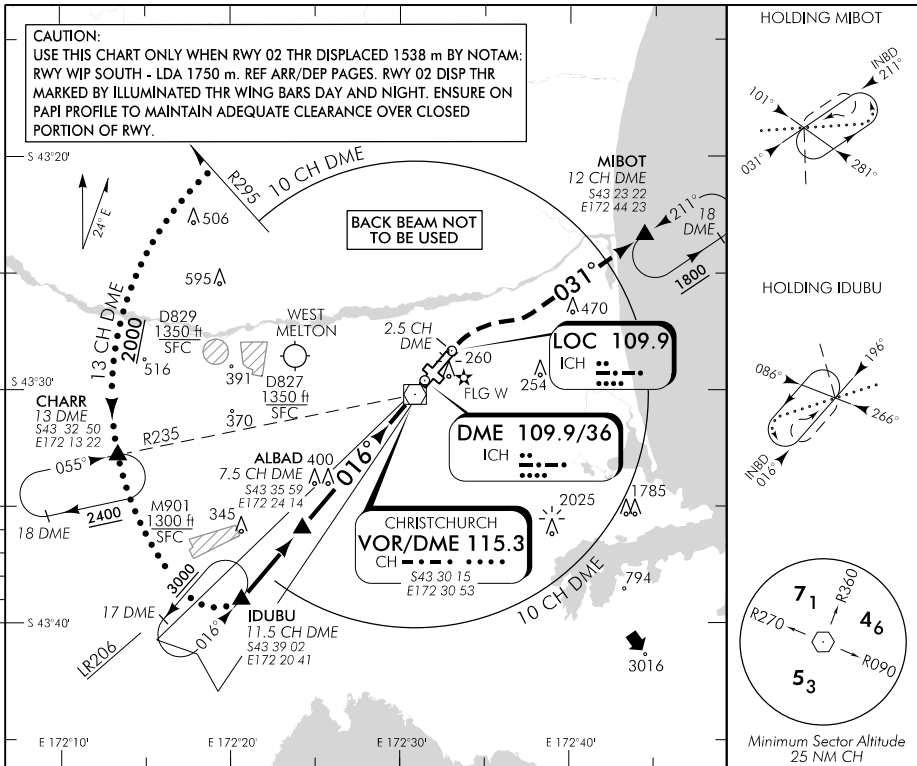 CAUTION:
USE THIS CHART ONLY WHEN RWY 02 THR DISPLACED 1538 m BY NOTAM:
RWY WIP SOUTH - LDA 1750 m. REF ARR/DEP PAGES. RWY 02 DISP THR
MARKED BY ILLUMINATED THR WING BARS DAY AND NIGHT. ENSURE ON
PAPI PROFILE TO MAINTAIN ADEQUATE CLEARANCE OVER CLOSED
PORTION OF RWY.
S 43°20'
24° E
R295
10 CH DME
506
595
BACK BEAM NOT
TO BE USED
MIBOT
12 CH DME
S43 23 22
E172 44 23
211°
18
DME
1800
031°
470
13 CH DME
2000
D829
1350 ft
SFC
516
WEST
MELTON
391
D827
1350 ft
SFC
370
2.5 CH
DME
260
FLG W
254
LOC 109.9
ICH
S 43°30'
CHARR
13 DME
S43 32 50
E172 13 22
R235
055°
18 DME
2400
DME 109.9/36
ICH
ALBAD
7.5 CH DME
S43 35 59
E172 24 14
400
016°
M901
1300 ft
SFC
345
CHRISTCHURCH
VOR/DME 115.3
CH
S43 30 15
E172 30 53
2025
1785
10 CH DME
794
3016
3000
17 DME
016°
IDUBU
11.5 CH DME
S43 39 02
E172 20 41
LR206
S 43°40'
E 172°10'
E 172°20'
E 172°30'
E 172°40'
HOLDING MIBOT
INBD
211°
101°
031°
281°
HOLDING IDUBU
196°
086°
266°
INBD
016°
71
R360
46
R270
R090
53
Minimum Sector Altitude
25 NM CH